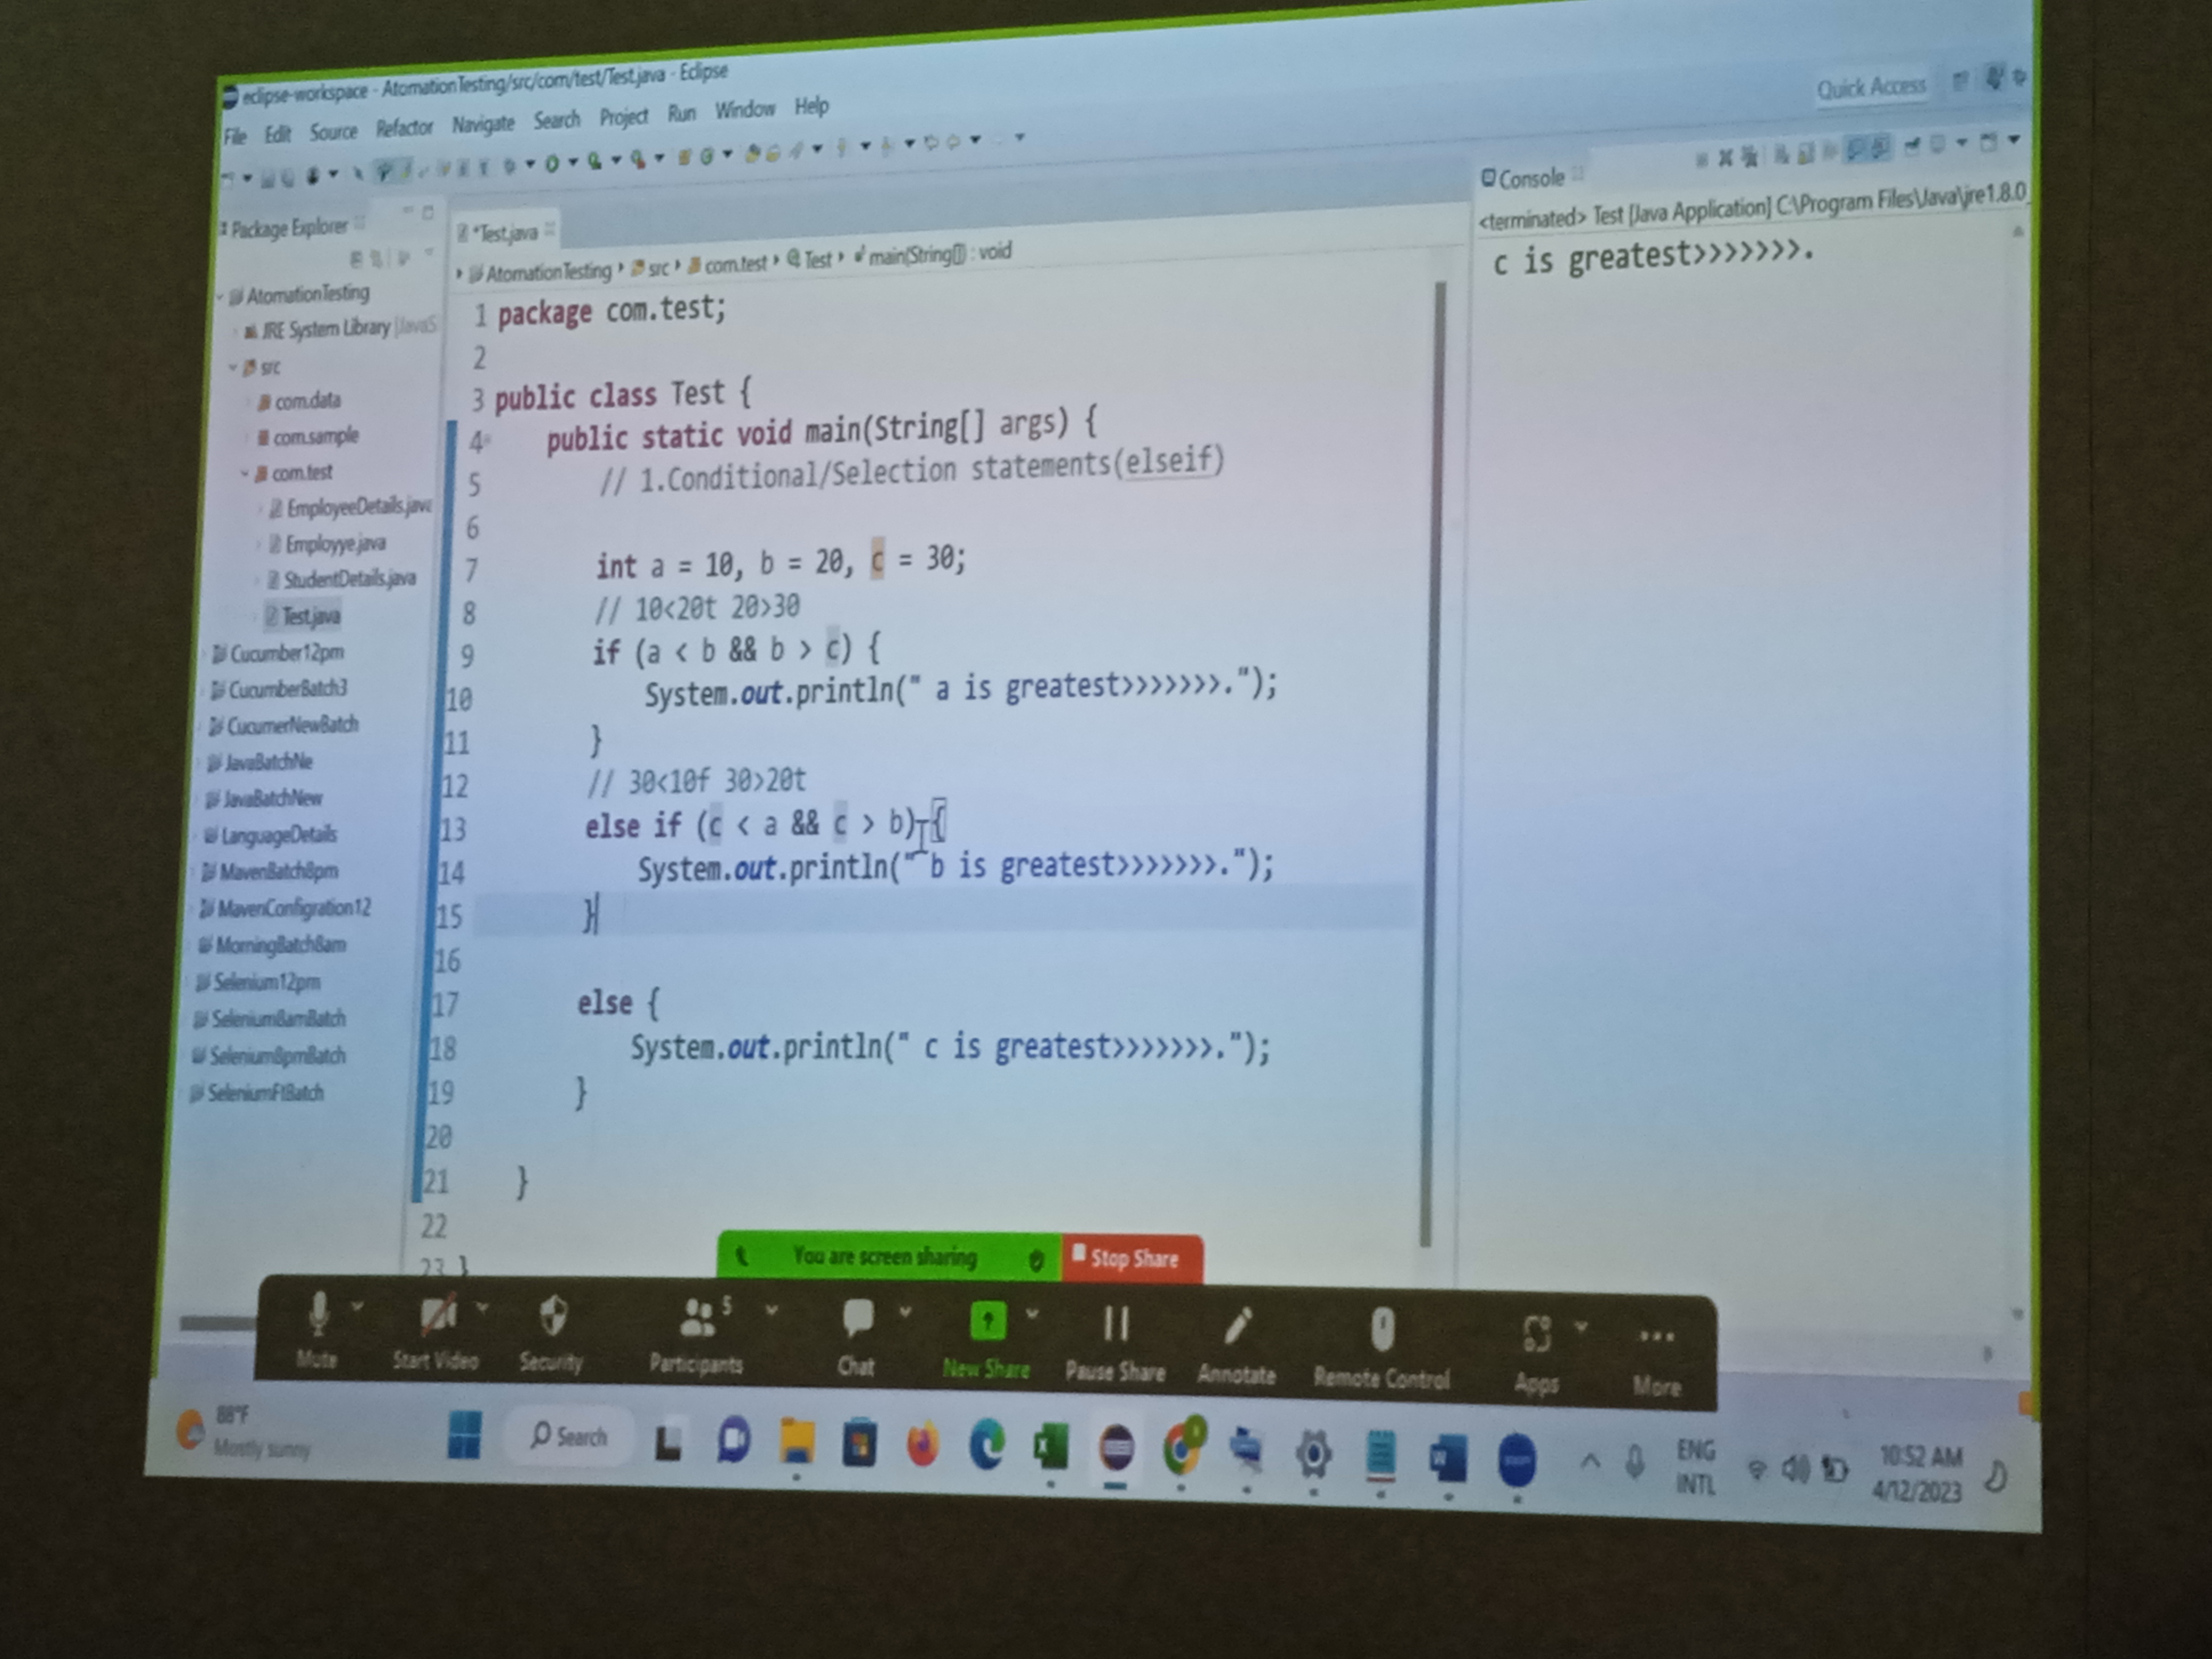 eclipse-workspace - AtomationTesting/src/com/test/Test.java - Eclipse
File Edit Source Refactor Navigate Search Project Run Window Help
Quick Access
Package Explorer
AtomationTesting
JRE System Library [JavaS
src
com.data
com.sample
com.test
EmployeeDetails.java
Employye.java
StudentDetails.java
Test.java
Cucumber12pm
CucumberBatch3
CucumerNewBatch
JavaBatchNe
JavaBatchNew
LanguageDetails
MavenBatch8pm
MavenConfigration12
MorningBatch8am
Selenium12pm
Selenium8amBatch
Selenium8pmBatch
SeleniumFtBatch
*Test.java
AtomationTesting src com.test Test main(String[]) : void
1 package com.test;
2
3 public class Test {
4 public static void main(String[] args) {
5 // 1.Conditional/Selection statements(elseif)
6
7 int a = 10, b = 20, c = 30;
8 // 10<20t 20>30
9 if (a < b && b > c) {
10 System.out.println(" a is greatest>>>>>>>.");
11 }
12 // 30<10f 30>20t
13 else if (c < a && c > b) {
14 System.out.println(" b is greatest>>>>>>>.");
15 }
16
17 else {
18 System.out.println(" c is greatest>>>>>>>.");
19 }
20
21 }
22
23 }
Console
<terminated> Test [Java Application] C:\Program Files\Java\jre1.8.0_
c is greatest>>>>>>>.
You are screen sharing Stop Share
Mute Start Video Security Participants 5 Chat New Share Pause Share Annotate Remote Control Apps More
88°F
Mostly sunny
Search
ENG
INTL
10:52 AM
4/12/2023